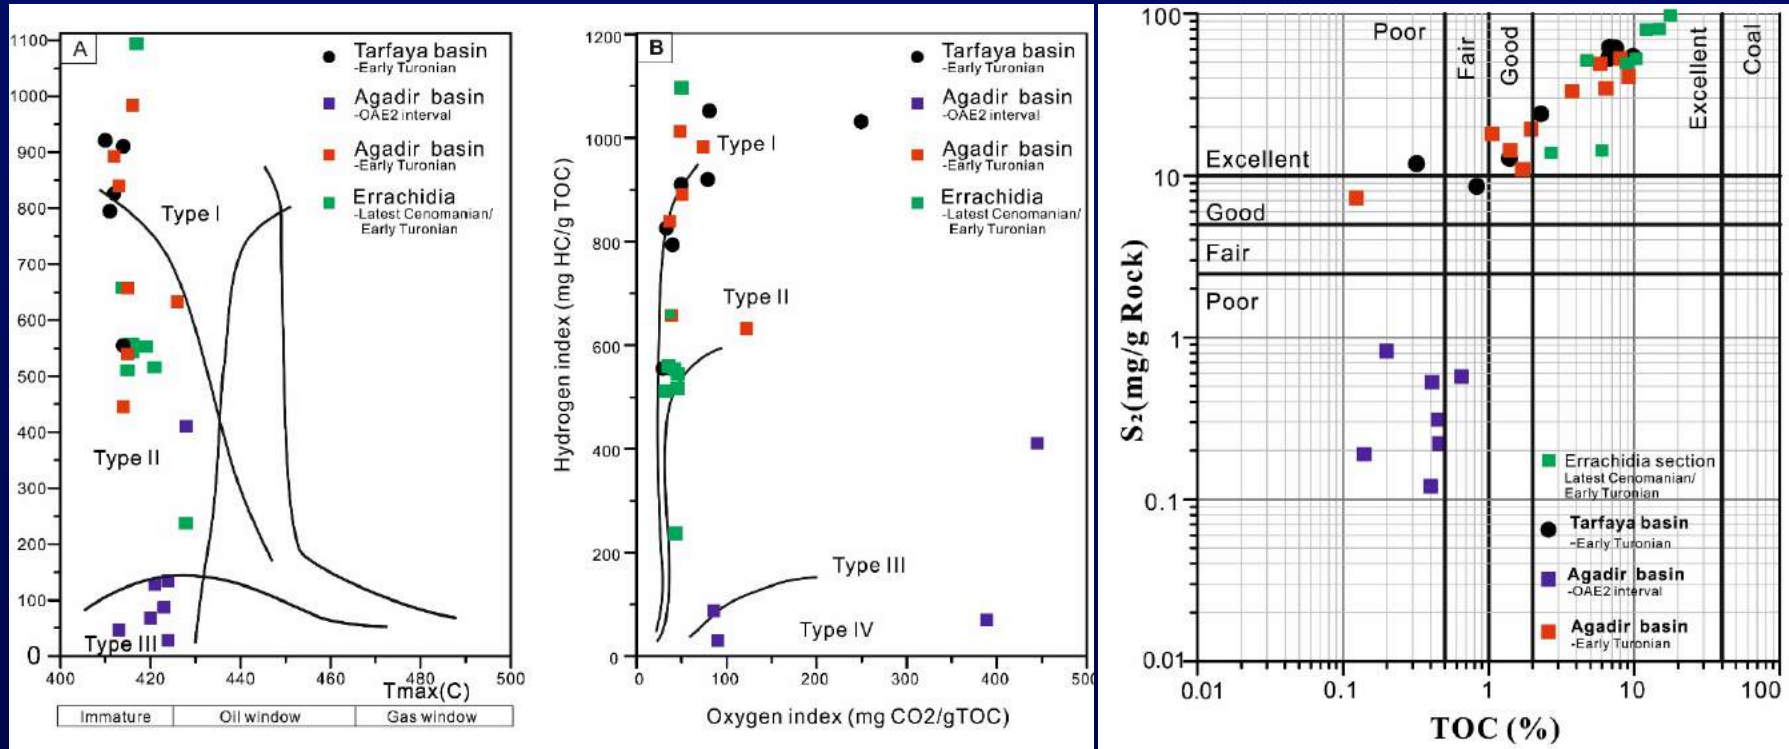 A
1100
1000
900
800
700
600
500
400
300
200
100
0
400
420
440
460
480
500
Tmax(C)
Immature
Oil window
Gas window
Tarfaya basin
-Early Turonian
Agadir basin
-OAE2 interval
Agadir basin
-Early Turonian
Errachidia
-Latest Cenomanian/
Early Turonian
Type I
Type II
Type III
B
Hydrogen index (mg HC/g TOC)
1200
1000
800
600
400
200
0
0
100
200
300
400
500
Oxygen index (mg CO2/gTOC)
Tarfaya basin
-Early Turonian
Agadir basin
-OAE2 interval
Agadir basin
-Early Turonian
Errachidia
-Latest Cenomanian/
Early Turonian
Type I
Type II
Type III
Type IV
S₂(mg/g Rock)
100
10
1
0.1
0.01
0.01
0.1
1
10
100
TOC (%)
Poor
Fair
Good
Excellent
Coal
Excellent
Good
Fair
Poor
Errachidia section
Latest Cenomanian/
Early Turonian
Tarfaya basin
-Early Turonian
Agadir basin
-OAE2 interval
Agadir basin
-Early Turonian